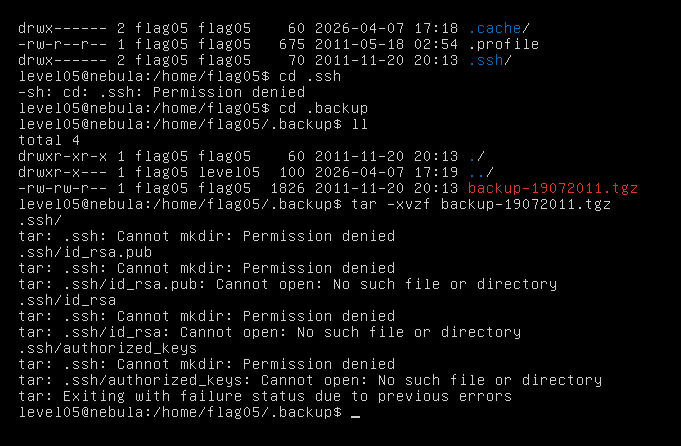 drwx------ 2 flag05 flag05    60 2026-04-07 17:18 .cache/
-rw-r--r-- 1 flag05 flag05   675 2011-05-18 02:54 .profile
drwx------ 2 flag05 flag05    70 2011-11-20 20:13 .ssh/
level05@nebula:/home/flag05$ cd .ssh
-sh: cd: .ssh: Permission denied
level05@nebula:/home/flag05$ cd .backup
level05@nebula:/home/flag05/.backup$ ll
total 4
drwxr-xr-x 1 flag05 flag05    60 2011-11-20 20:13 ./
drwxr-x--- 1 flag05 level05  100 2026-04-07 17:19 ../
-rw-rw-r-- 1 flag05 flag05  1826 2011-11-20 20:13 backup-19072011.tgz
level05@nebula:/home/flag05/.backup$ tar -xvzf backup-19072011.tgz
.ssh/
tar: .ssh: Cannot mkdir: Permission denied
.ssh/id_rsa.pub
tar: .ssh: Cannot mkdir: Permission denied
tar: .ssh/id_rsa.pub: Cannot open: No such file or directory
.ssh/id_rsa
tar: .ssh: Cannot mkdir: Permission denied
tar: .ssh/id_rsa: Cannot open: No such file or directory
.ssh/authorized_keys
tar: .ssh: Cannot mkdir: Permission denied
tar: .ssh/authorized_keys: Cannot open: No such file or directory
tar: Exiting with failure status due to previous errors
level05@nebula:/home/flag05/.backup$ _